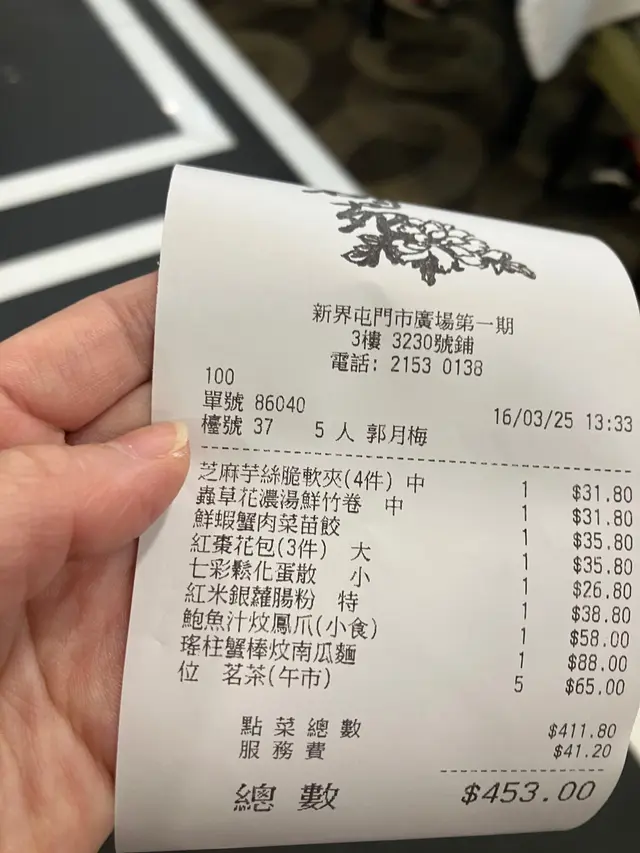 新界屯門市廣場第一期
3樓 3230號鋪
電話: 2153 0138
100
單號 86040 16/03/25 13:33
檯號 37 5 人 郭月梅
芝麻芋絲脆軟夾(4件) 中 1 $31.80
蟲草花濃湯鮮竹卷 中 1 $31.80
鮮蝦蟹肉菜苗餃 1 $35.80
紅棗花包(3件) 大 1 $35.80
七彩鬆化蛋散 小 1 $26.80
紅米銀蘿腸粉 特 1 $38.80
鮑魚汁炆鳳爪(小食) 1 $58.00
瑤柱蟹棒炆南瓜麵 1 $88.00
位 茗茶(午市) 5 $65.00
點菜總數 $411.80
服務費 $41.20
總數 $453.00